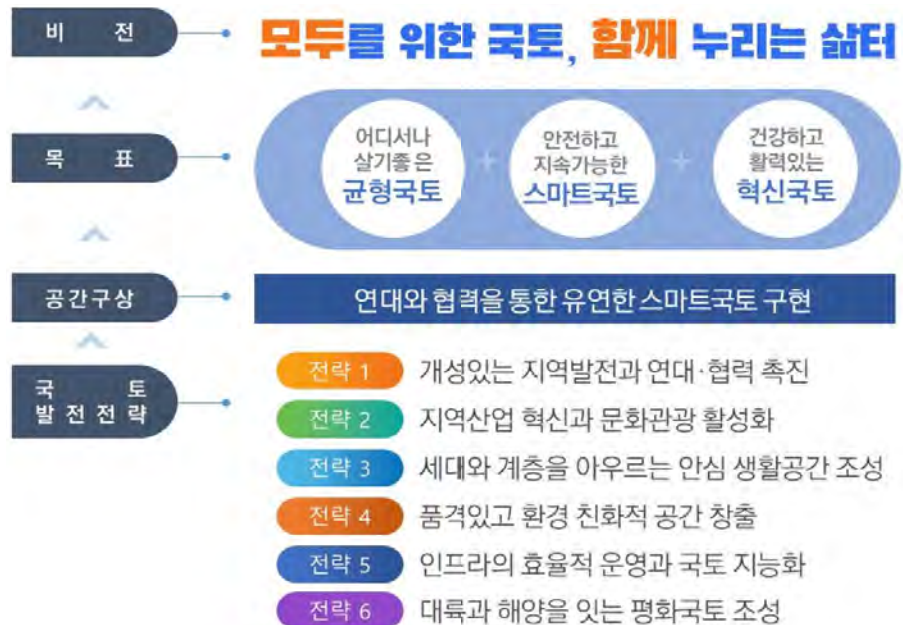 비 전
모두를 위한 국토, 함께 누리는 삶터
목 표
어디서나
살기좋은
균형국토
+
안전하고
지속가능한
스마트국토
+
건강하고
활력있는
혁신국토
공간구상
연대와 협력을 통한 유연한 스마트국토 구현
국 토
발전전략
전략 1 개성있는 지역발전과 연대·협력 촉진
전략 2 지역산업 혁신과 문화관광 활성화
전략 3 세대와 계층을 아우르는 안심 생활공간 조성
전략 4 품격있고 환경 친화적 공간 창출
전략 5 인프라의 효율적 운영과 국토 지능화
전략 6 대륙과 해양을 잇는 평화국토 조성